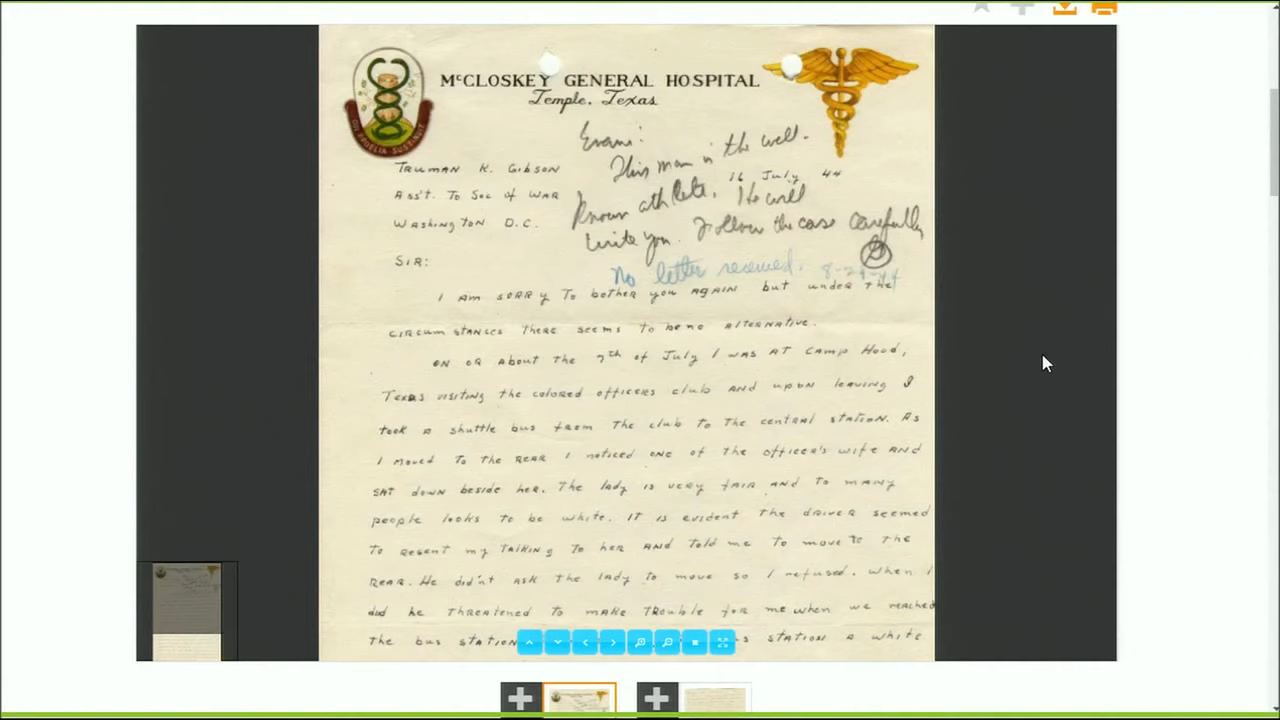 McCLOSKEY GENERAL HOSPITAL
Temple, Texas
Evans:
This man is the well-
TRUMAN K. GIBSON
16 July 44
Ass't. To Sec of WAR
Known athlete. He will
WASHINGTON D.C.
write you. Follow the case carefully
G
SIR:
No letter received. 8-24-44
I AM SORRY TO bother you AGAIN but under the
CIRCUMSTANCES THERE SEEMS TO be no ALTERNATIVE.
ON OR About the 7th of July I WAS AT CAMP HOOD,
TEXAS VISITING the colored officers club AND UPON leaving I
TOOK A shuttle bus from THE club TO THE central STATION. AS
I MOVED TO the REAR I NOTICED ONE of THE officer's wife AND
SAT DOWN beside her. The lady is very fair AND TO MANY
people looks TO be white. IT is evident the driver seemed
TO RESENT my TALKING TO her AND told me TO move TO the
REAR. He didn't ASK THE lady TO move so I refused. When I
did he THREATENED TO MAKE TROUBLE for me when we reached
THE bus STATION STATION A white